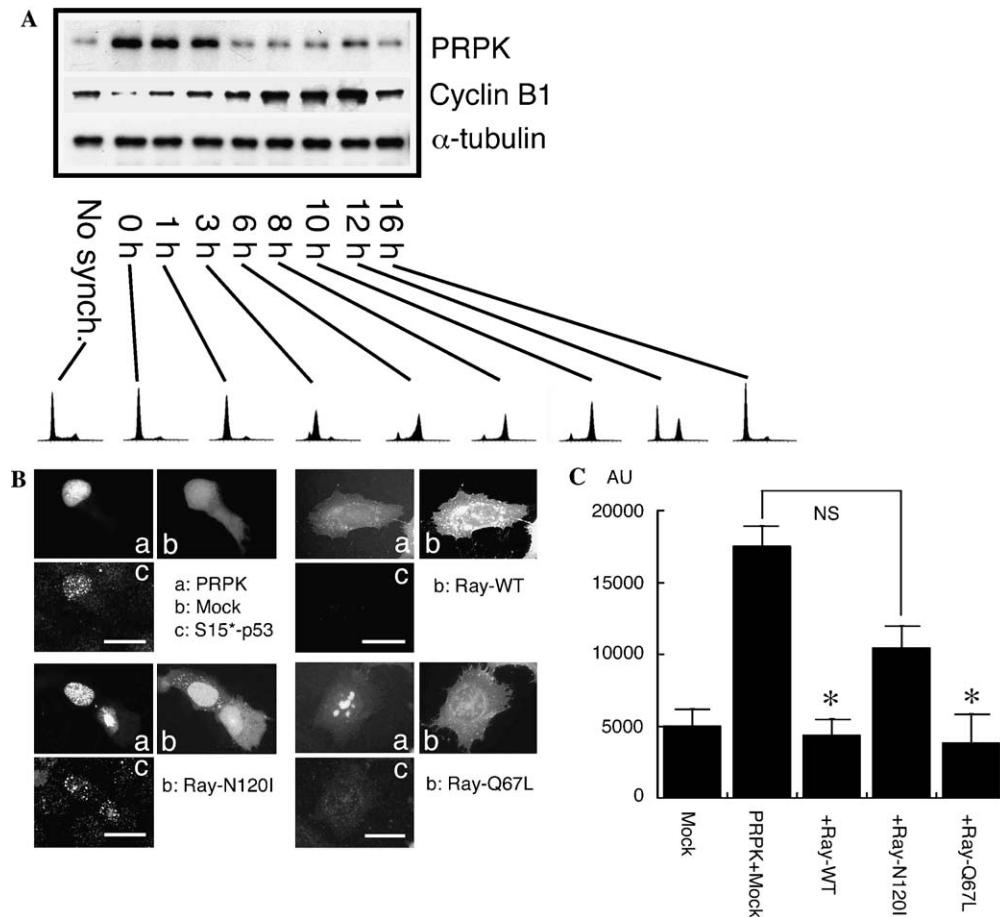 A
PRPK
Cyclin B1
α-tubulin
No synch.
0 h
1 h
3 h
6 h
8 h
10 h
12 h
16 h
B
a
b
c
a: PRPK
b: Mock
c: S15*-p53
a
b
c
b: Ray-WT
a
b
c
b: Ray-N120I
a
b
c
b: Ray-Q67L
C
AU
20000
15000
10000
5000
0
NS
*
*
Mock
PRPK+Mock
+Ray-WT
+Ray-N120I
+Ray-Q67L